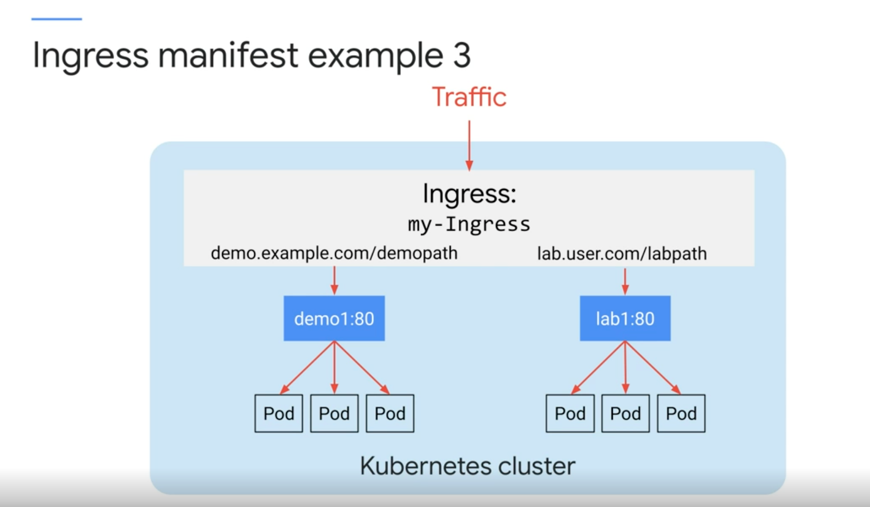 Ingress manifest example 3
Traffic
Ingress:
my-Ingress
demo.example.com/demopath lab.user.com/labpath
demo1:80 lab1:80
Pod Pod Pod Pod Pod Pod
Kubernetes cluster